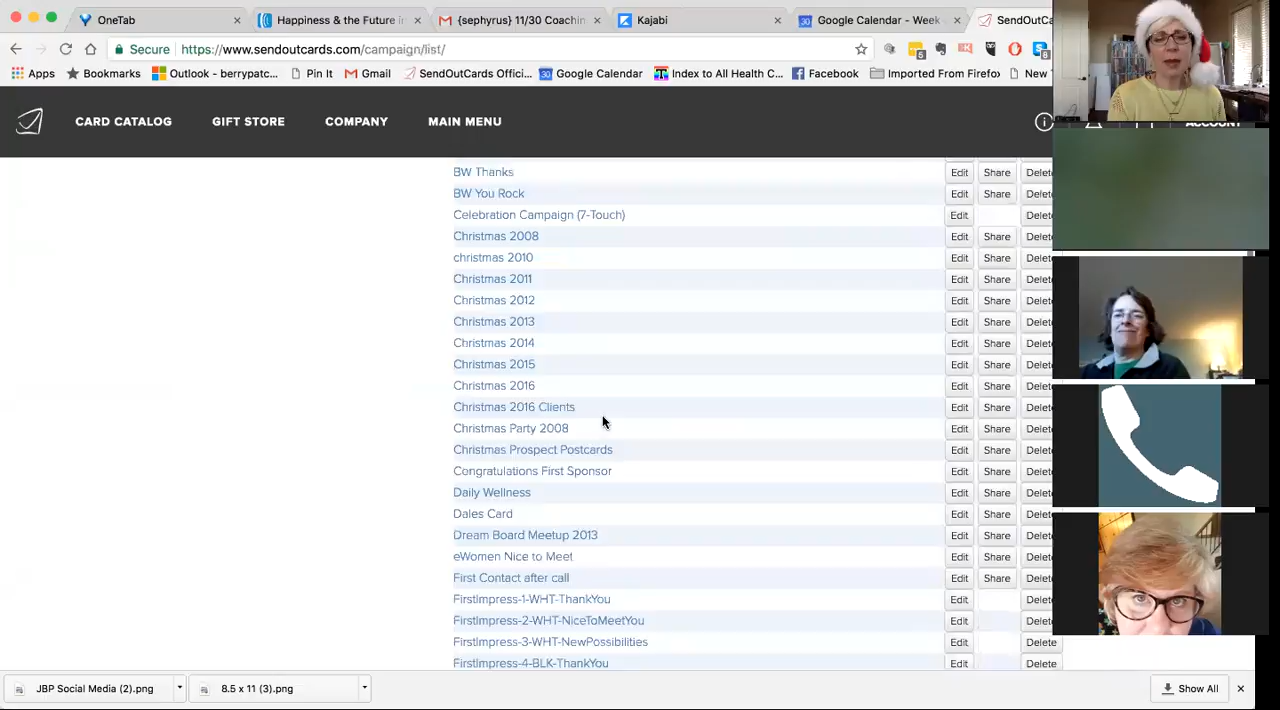 OneTab
Happiness & the Future in
{sephyrus} 11/30 Coachin
Kajabi
Google Calendar - Week
SendOutCa
Secure
https://www.sendoutcards.com/campaign/list/
5
8
Apps
Bookmarks
Outlook - berrypatc...
Pin It
Gmail
SendOutCards Offici...
Google Calendar
Index to All Health C...
Facebook
Imported From Firefox
New
CARD CATALOG
GIFT STORE
COMPANY
MAIN MENU
ACCOUNT
BW Thanks Edit Share Delete
BW You Rock Edit Share Delete
Celebration Campaign (7-Touch) Edit Delete
Christmas 2008 Edit Share Delete
christmas 2010 Edit Share Delete
Christmas 2011 Edit Share Delete
Christmas 2012 Edit Share Delete
Christmas 2013 Edit Share Delete
Christmas 2014 Edit Share Delete
Christmas 2015 Edit Share Delete
Christmas 2016 Edit Share Delete
Christmas 2016 Clients Edit Share Delete
Christmas Party 2008 Edit Share Delete
Christmas Prospect Postcards Edit Share Delete
Congratulations First Sponsor Edit Share Delete
Daily Wellness Edit Share Delete
Dales Card Edit Share Delete
Dream Board Meetup 2013 Edit Share Delete
eWomen Nice to Meet Edit Share Delete
First Contact after call Edit Share Delete
FirstImpress-1-WHT-ThankYou Edit Delete
FirstImpress-2-WHT-NiceToMeetYou Edit Delete
FirstImpress-3-WHT-NewPossibilities Edit Delete
FirstImpress-4-BLK-ThankYou Edit Delete
JBP Social Media (2).png
8.5 x 11 (3).png
Show All